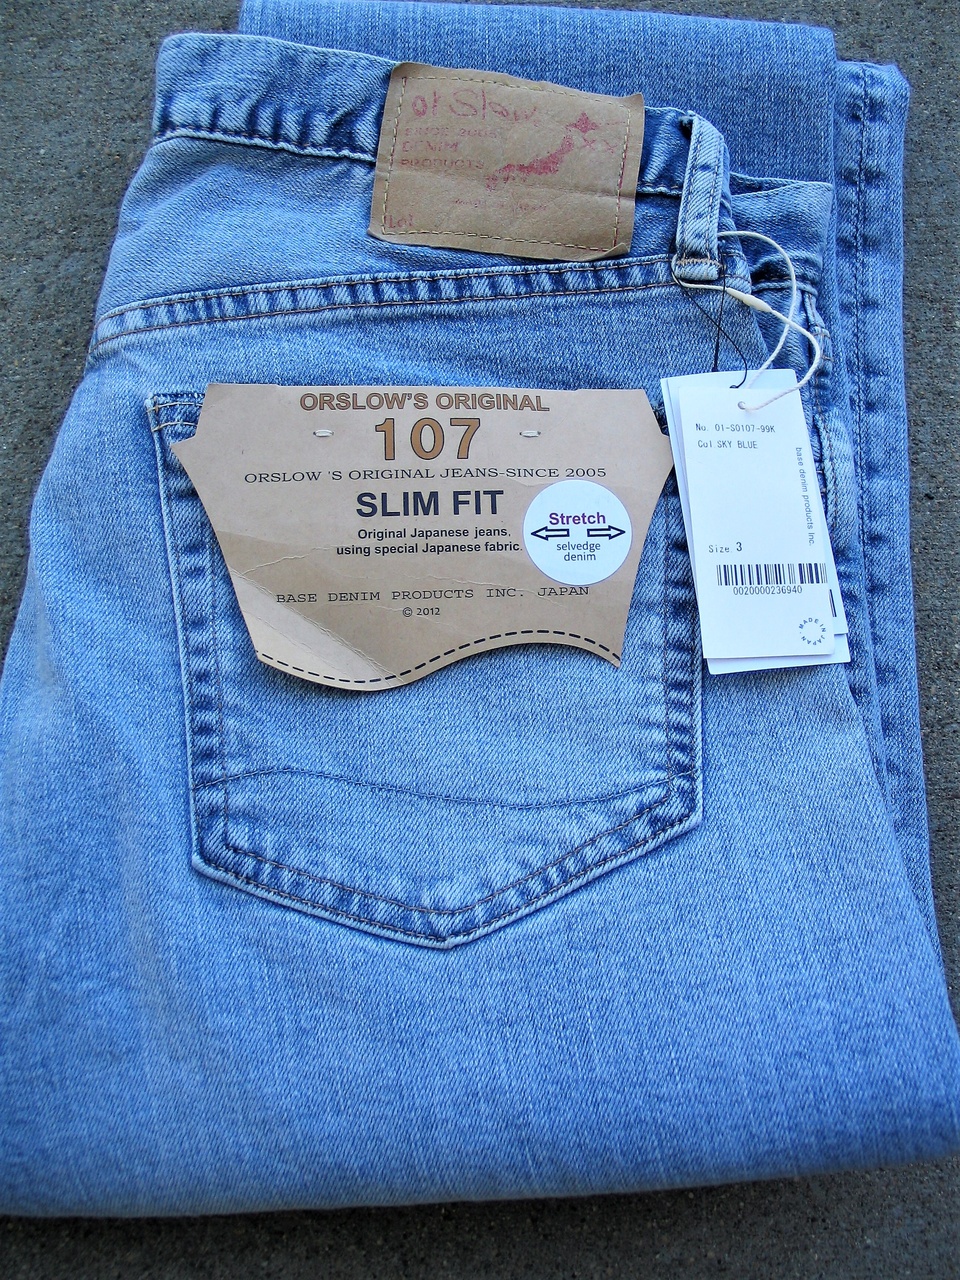 or Slow
SINCE 2005
DENIM
PRODUCTS
ORSLOW'S ORIGINAL
107
ORSLOW 'S ORIGINAL JEANS-SINCE 2005
SLIM FIT
Original Japanese jeans,
using special Japanese fabric.
Stretch
selvedge
denim
BASE DENIM PRODUCTS INC. JAPAN
© 2012
No. 01-S0107-99K
Col SKY BLUE
base denim products Inc.
Size 3
0020000236940
MADE IN JAPAN